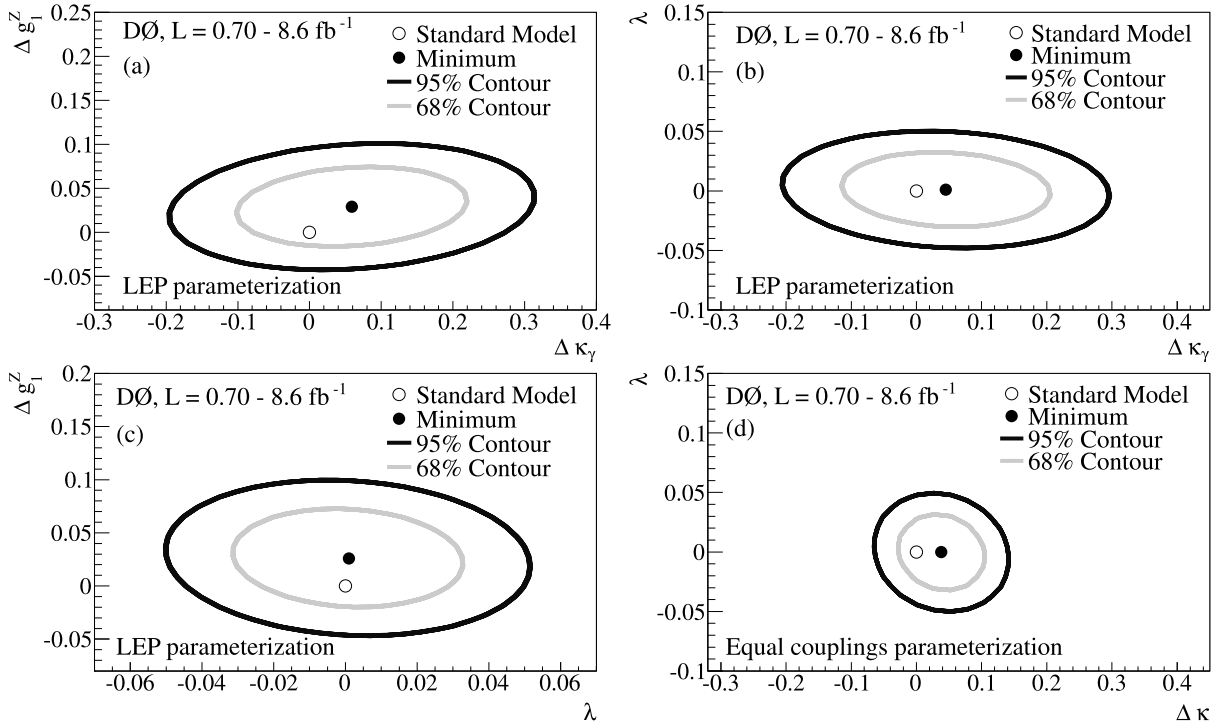 Δ g₁ᶻ
0.25
0.2
0.15
0.1
0.05
0
-0.05
DØ, L = 0.70 - 8.6 fb⁻¹
(a)
Standard Model
Minimum
95% Contour
68% Contour
LEP parameterization
-0.3 -0.2 -0.1 0 0.1 0.2 0.3 0.4
Δ κᵧ
λ
0.15
0.1
0.05
0
-0.05
-0.1
DØ, L = 0.70 - 8.6 fb⁻¹
(b)
Standard Model
Minimum
95% Contour
68% Contour
LEP parameterization
-0.3 -0.2 -0.1 0 0.1 0.2 0.3 0.4
Δ κᵧ
Δ g₁ᶻ
0.2
0.15
0.1
0.05
0
-0.05
DØ, L = 0.70 - 8.6 fb⁻¹
(c)
Standard Model
Minimum
95% Contour
68% Contour
LEP parameterization
-0.06 -0.04 -0.02 0 0.02 0.04 0.06
λ
λ
0.15
0.1
0.05
0
-0.05
-0.1
DØ, L = 0.70 - 8.6 fb⁻¹
(d)
Standard Model
Minimum
95% Contour
68% Contour
Equal couplings parameterization
-0.3 -0.2 -0.1 0 0.1 0.2 0.3 0.4
Δ κ